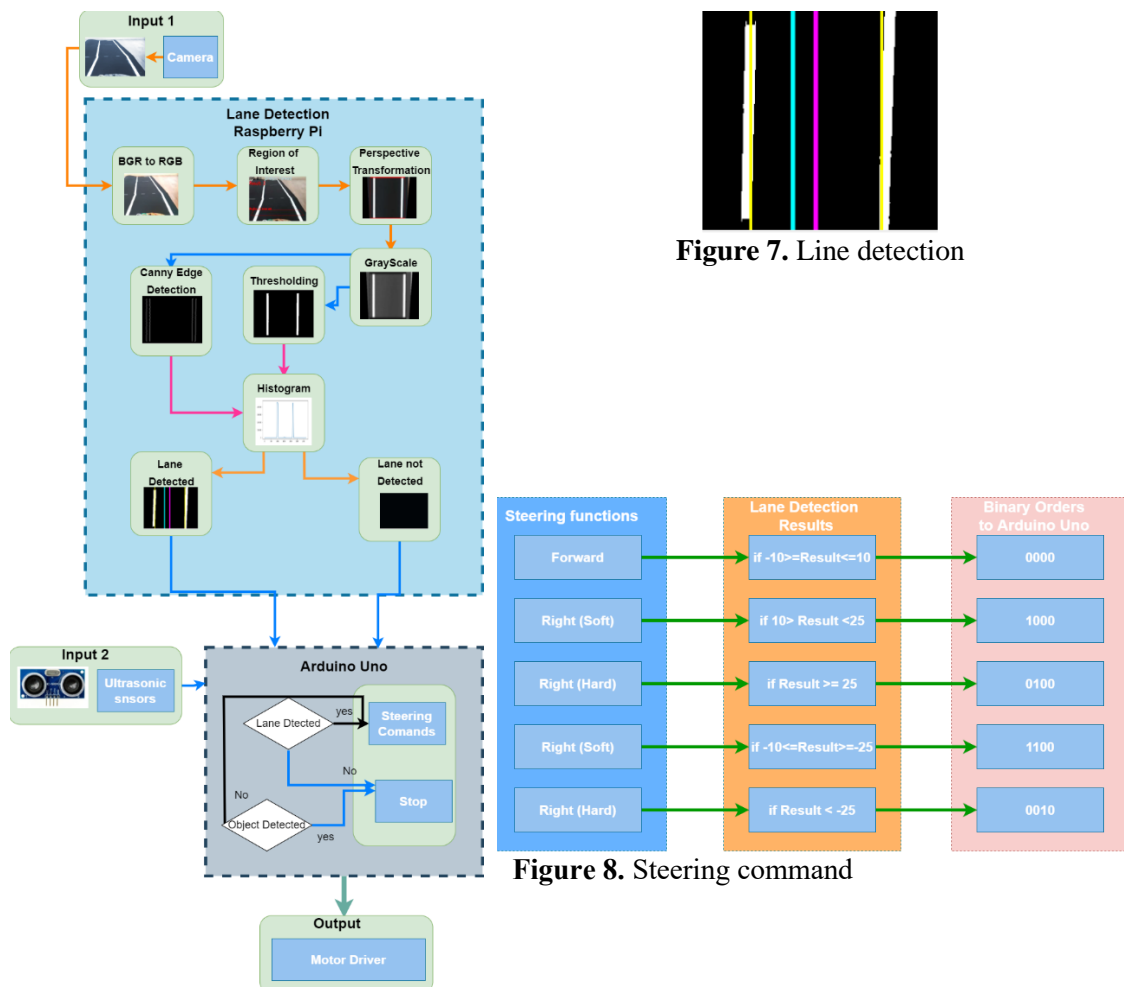 Input 1
Camera
Lane Detection
Raspberry Pi
BGR to RGB
Region of
Interest
Perspective
Transformation
GrayScale
Canny Edge
Detection
Thresholding
Histogram
Lane
Detected
Lane not
Detected
Input 2
Ultrasonic
snsors
Arduino Uno
Lane Dtected
yes
Steering
Comands
No
Stop
No
Object Detected
yes
Output
Motor Driver
Figure 7. Line detection
Steering functions
Lane Detection
Results
Binary Orders
to Arduino Uno
Forward
if -10>=Result<=10
0000
Right (Soft)
if 10> Result <25
1000
Right (Hard)
if Result >= 25
0100
Right (Soft)
if -10<=Result>=-25
1100
Right (Hard)
if Result < -25
0010
Figure 8. Steering command